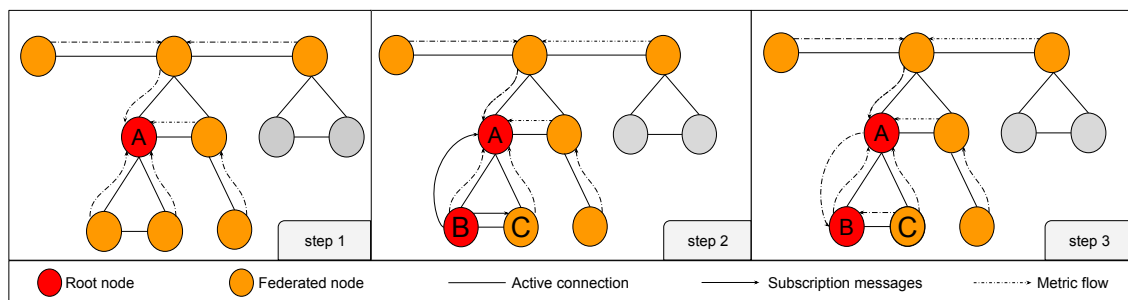 A
step 1
A
B
C
step 2
A
B
C
step 3
Root node
Federated node
Active connection
Subscription messages
Metric flow